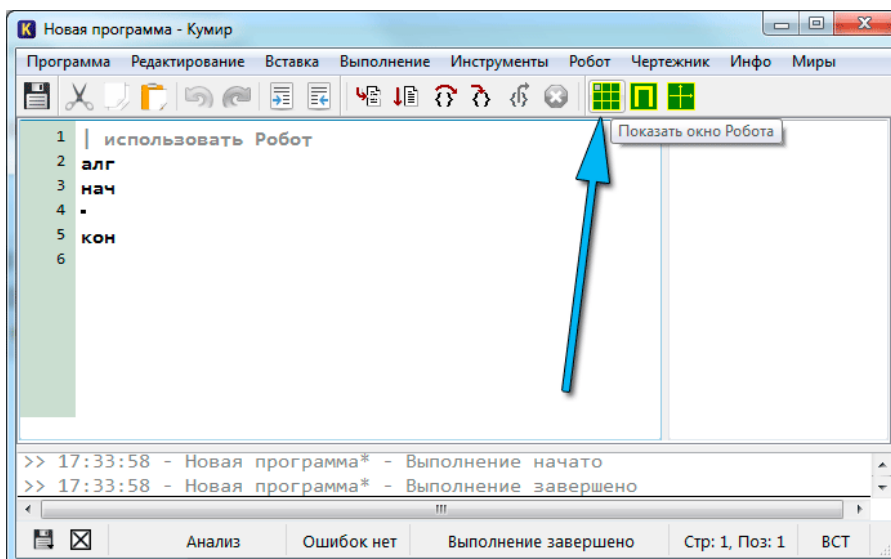 Новая программа - Кумир
Программа Редактирование Вставка Выполнение Инструменты Робот Чертежник Инфо Миры
Показать окно Робота
1 | использовать Робот
2 алг
3 нач
4
5 кон
6
>> 17:33:58 - Новая программа* - Выполнение начато
>> 17:33:58 - Новая программа* - Выполнение завершено
Анализ Ошибок нет Выполнение завершено Стр: 1, Поз: 1 ВСТ